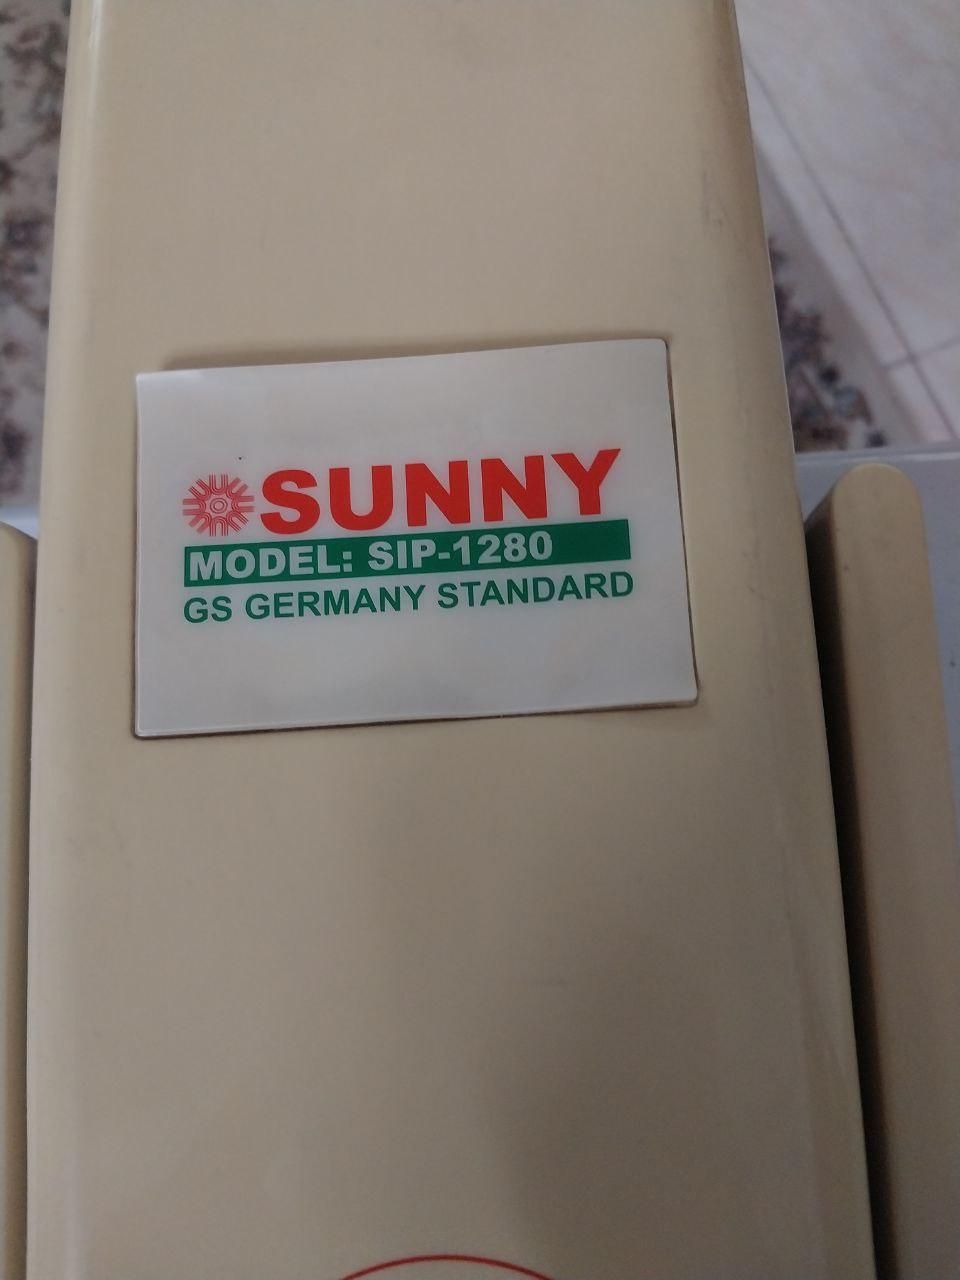 SUNNY
MODEL: SIP-1280
GS GERMANY STANDARD